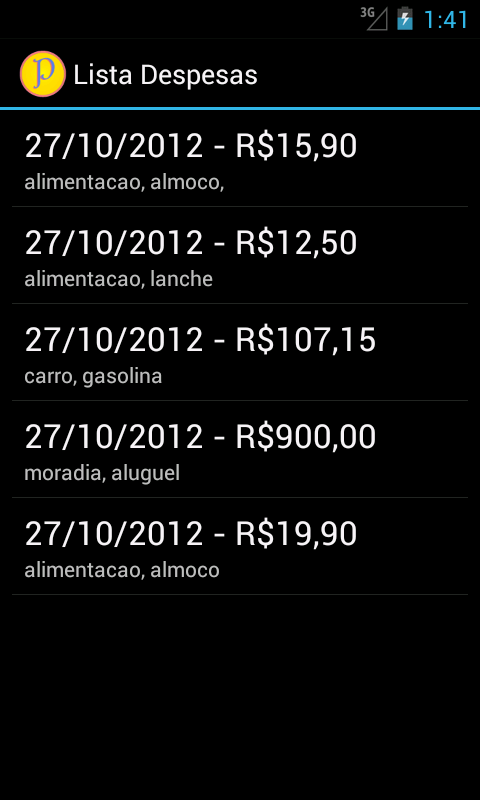 3G 1:41
p Lista Despesas
27/10/2012 - R$15,90
alimentacao, almoco,
27/10/2012 - R$12,50
alimentacao, lanche
27/10/2012 - R$107,15
carro, gasolina
27/10/2012 - R$900,00
moradia, aluguel
27/10/2012 - R$19,90
alimentacao, almoco